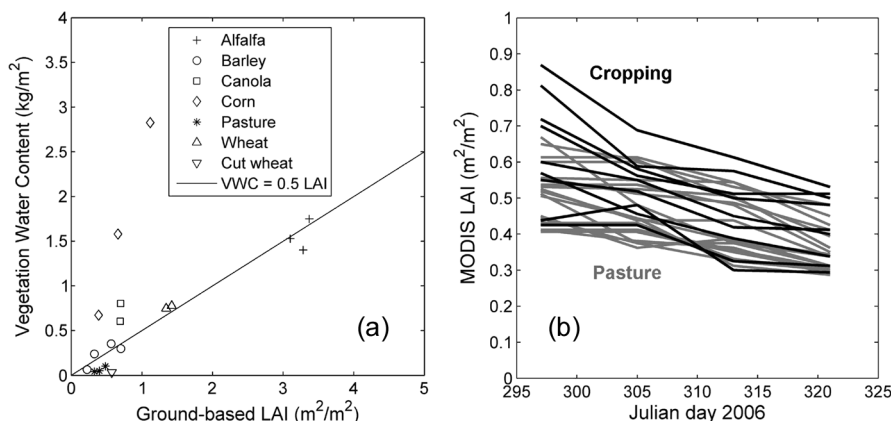 4
3.5
3
2.5
2
1.5
1
0.5
0
0 1 2 3 4 5
Vegetation Water Content (kg/m²)
Ground-based LAI (m²/m²)
Alfalfa
Barley
Canola
Corn
Pasture
Wheat
Cut wheat
VWC = 0.5 LAI
(a)
1
0.9
0.8
0.7
0.6
0.5
0.4
0.3
0.2
0.1
0
295 300 305 310 315 320 325
MODIS LAI (m²/m²)
Julian day 2006
Cropping
Pasture
(b)